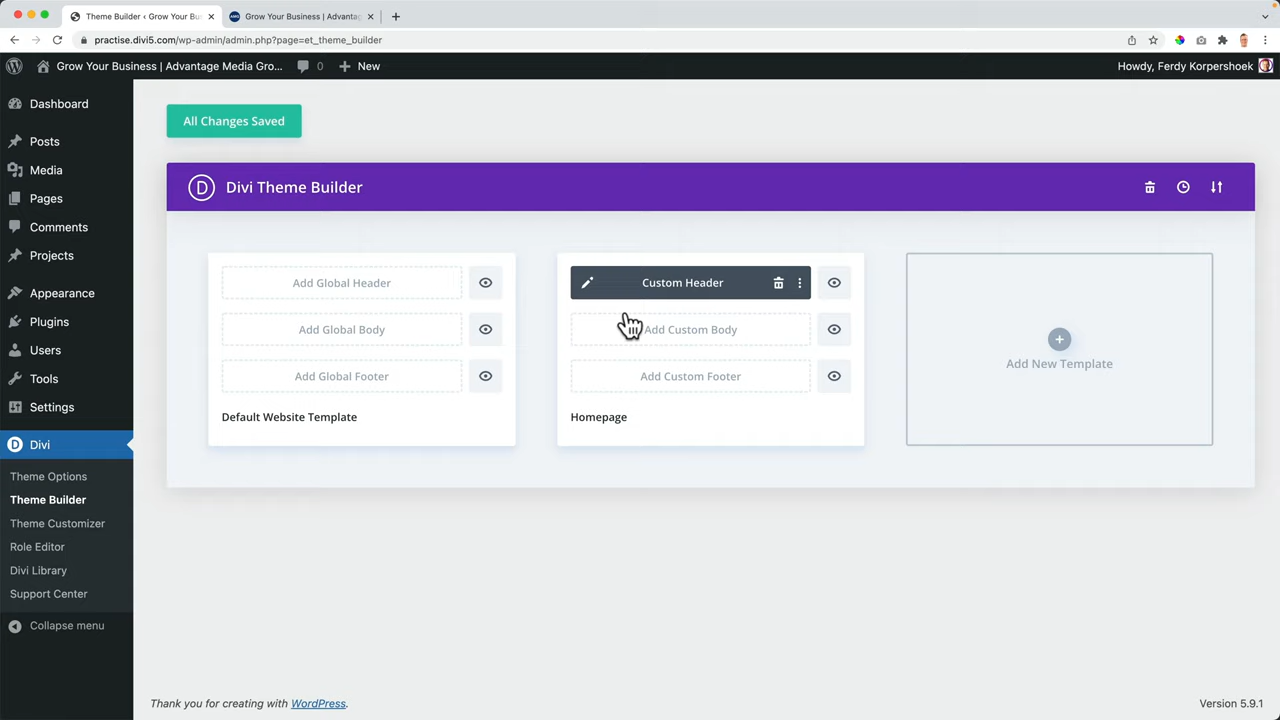 Theme Builder ‹ Grow Your Bu
Grow Your Business | Advanta
practise.divi5.com/wp-admin/admin.php?page=et_theme_builder
Grow Your Business | Advantage Media Gro...
0
New
Howdy, Ferdy Korpershoek
Dashboard
Posts
Media
Pages
Comments
Projects
Appearance
Plugins
Users
Tools
Settings
Divi
Theme Options
Theme Builder
Theme Customizer
Role Editor
Divi Library
Support Center
Collapse menu
All Changes Saved
D
Divi Theme Builder
Add Global Header
Add Global Body
Add Global Footer
Default Website Template
Custom Header
Add Custom Body
Add Custom Footer
Homepage
Add New Template
Thank you for creating with WordPress.
Version 5.9.1